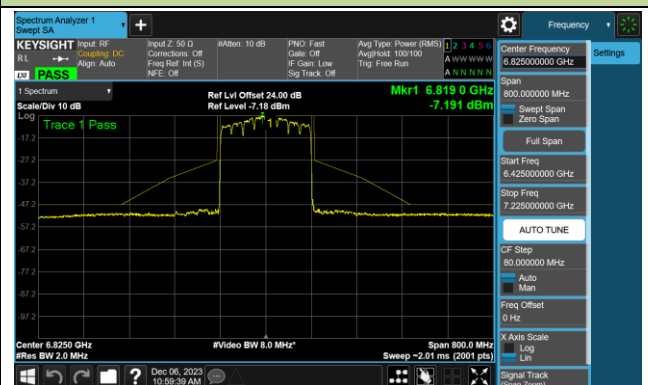 Spectrum Analyzer 1
Swept SA
+
Frequency
KEYSIGHT
RL
PASS
Input: RF
Coupling: DC
Align: Auto
Input Z: 50 Ω
Corrections: Off
Freq Ref: Int (S)
NFE: Off
#Atten: 10 dB
PNO: Fast
Gate: Off
IF Gain: Low
Sig Track: Off
Avg Type: Power (RMS)
Avg|Hold: 100/100
Trig: Free Run
1 2 3 4 5 6
A W W W W W
A N N N N N
1 Spectrum
Scale/Div 10 dB
Log
Ref Lvl Offset 24.00 dB
Ref Level -7.18 dBm
Mkr1 6.819 0 GHz
-7.191 dBm
Trace 1 Pass
1
-17.2
-27.2
-37.2
-47.2
-57.2
-67.2
-77.2
-87.2
-97.2
Center 6.8250 GHz
#Res BW 2.0 MHz
#Video BW 8.0 MHz*
Span 800.0 MHz
Sweep ~2.01 ms (2001 pts)
Center Frequency
6.825000000 GHz
Settings
Span
800.000000 MHz
Swept Span
Zero Span
Full Span
Start Freq
6.425000000 GHz
Stop Freq
7.225000000 GHz
AUTO TUNE
CF Step
80.000000 MHz
Auto
Man
Freq Offset
0 Hz
X Axis Scale
Log
Lin
Signal Track
(Span Zoom)
?
Dec 06, 2023
10:59:39 AM